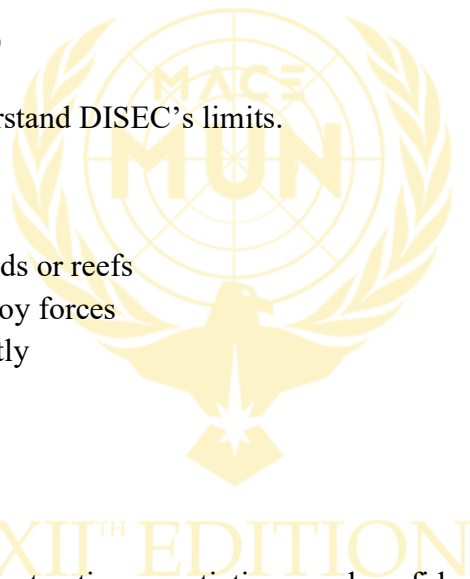 rstand DISEC's limits.
MACE
MUN
ds or reefs
oy forces
tly
XIITH EDITION